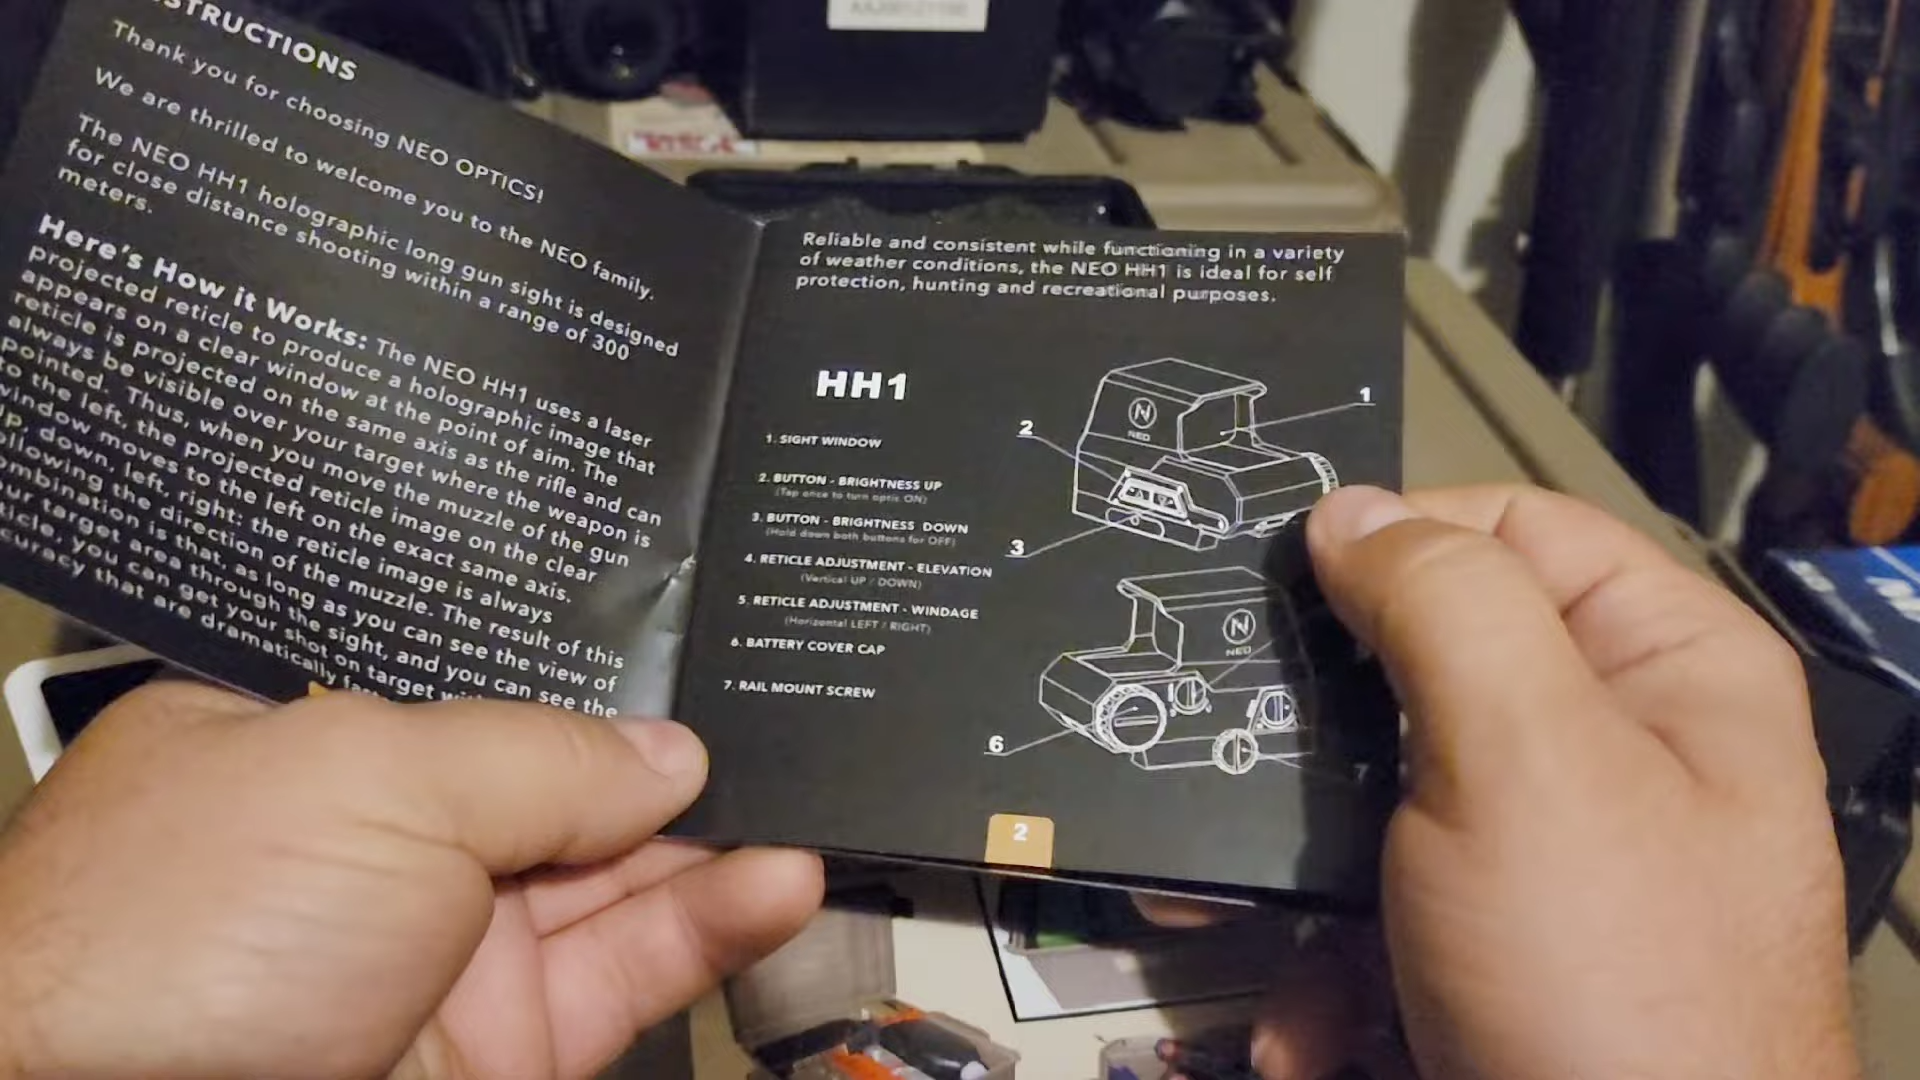 STRUCTIONS
Thank you for choosing NEO OPTICS!
We are thrilled to welcome you to the NEO family.
The NEO HH1 holographic long gun sight is designed
for close distance shooting within a range of 300
meters.
Here's How it Works: The NEO HH1 uses a laser
projected reticle to produce a holographic image that
appears on a clear window at the point of aim. The
reticle is projected on the same axis as the rifle and can
always be visible over your target where the weapon is
pointed. Thus, when you move the muzzle of the gun
to the left, the projected reticle image on the clear
window moves to the left on the exact same axis.
Up, down, left, right: the reticle image is always
ollowing the direction of the muzzle. The result of this
ombination is that, as long as you can see the view of
our target area through the sight, and you can see the
ticle, you can get your shot on target
curacy that are dramatically
Reliable and consistent while functioning in a variety
of weather conditions, the NEO HH1 is ideal for self
protection, hunting and recreational purposes.
HH1
1. SIGHT WINDOW
2. BUTTON - BRIGHTNESS UP
(Tap once to turn optic ON)
3. BUTTON - BRIGHTNESS DOWN
(Hold down both buttons for OFF)
4. RETICLE ADJUSTMENT - ELEVATION
(Vertical UP / DOWN)
5. RETICLE ADJUSTMENT - WINDAGE
(Horizontal LEFT / RIGHT)
6. BATTERY COVER CAP
7. RAIL MOUNT SCREW
1
2
3
N
NEO
N
NEO
6
7
2